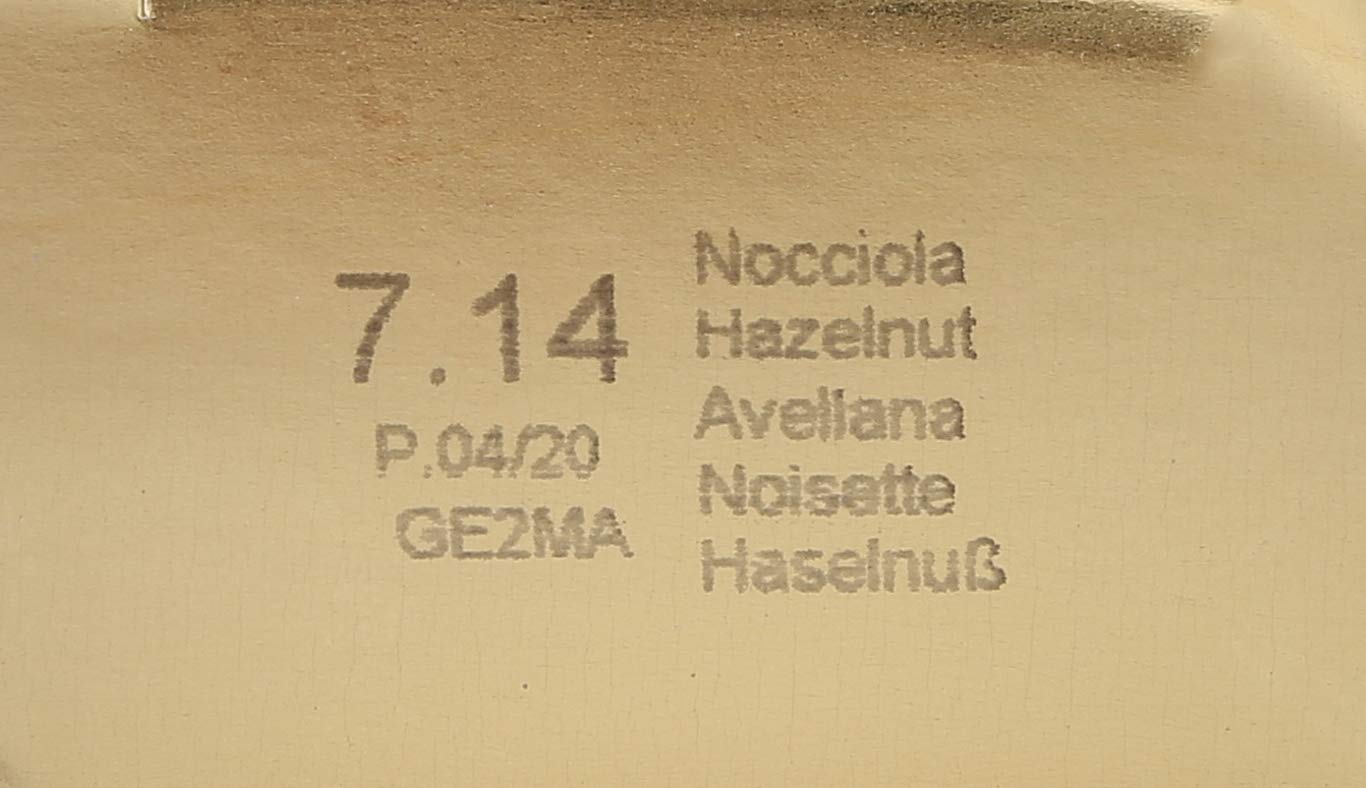 7.14
P.04/20
GE2MA
Nocciola
Hazelnut
Avellana
Noisette
Haselnuß